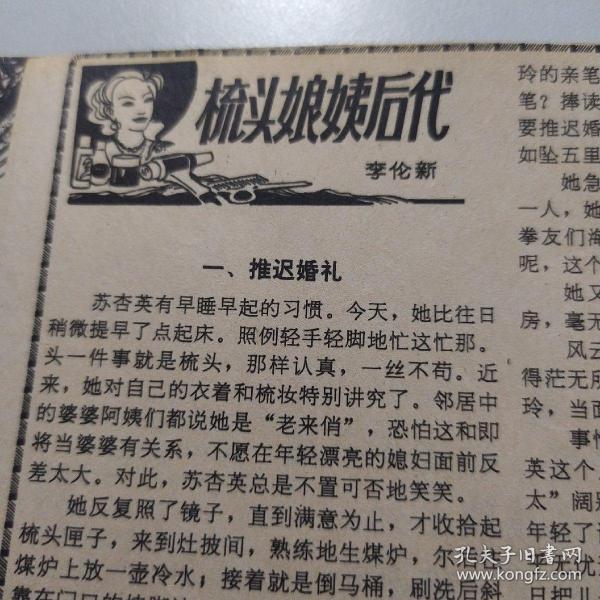 梳头娘姨后代
李伦新
一、推迟婚礼
苏杏英有早睡早起的习惯。今天，她比往日
稍微提早了点起床。照例轻手轻脚地忙这忙那。
头一件事就是梳头，那样认真，一丝不苟。近
来，她对自己的衣着和梳妆特别讲究了。邻居中
的婆婆阿姨们都说她是“老来俏”，恐怕这和即
将当婆婆有关系，不愿在年轻漂亮的媳妇面前反
差太大。对此，苏杏英总是不置可否地笑笑。
她反复照了镜子，直到满意为止，才收拾起
梳头匣子，来到灶披间，熟练地生煤炉，尔
煤炉上放一壶冷水；接着就是倒马桶，刷洗后斜
靠在门口的墙脚
玲的亲笔
笔？捧读
要推迟婚
如坠五里
她急
一人，她
拳友们海
呢，这个
她又
房，毫无
风云
得茫无所
玲，当面
事情
英这个
太”阔别
年轻了
优
日把儿
孔夫子旧书网
www.kongfz.com